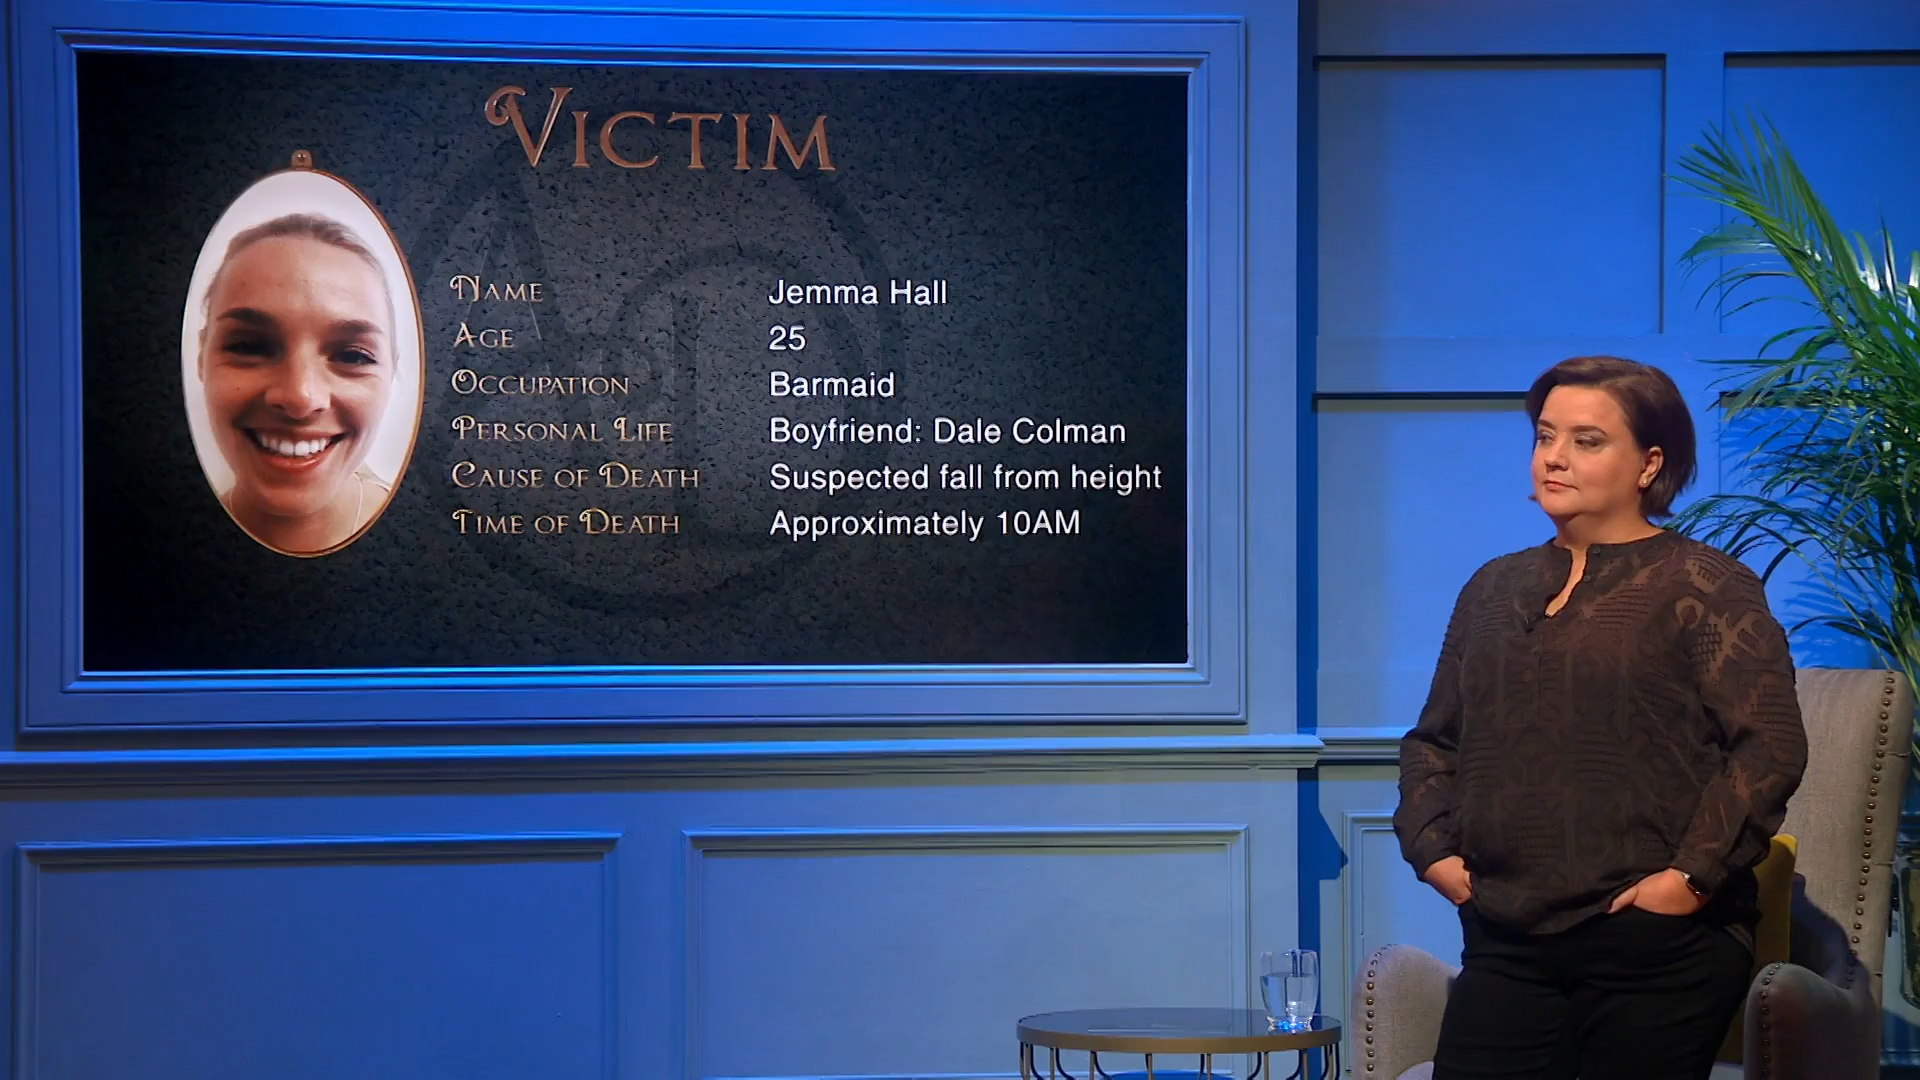 Victim
Name Jemma Hall
Age 25
Occupation Barmaid
Personal Life Boyfriend: Dale Colman
Cause of Death Suspected fall from height
Time of Death Approximately 10AM